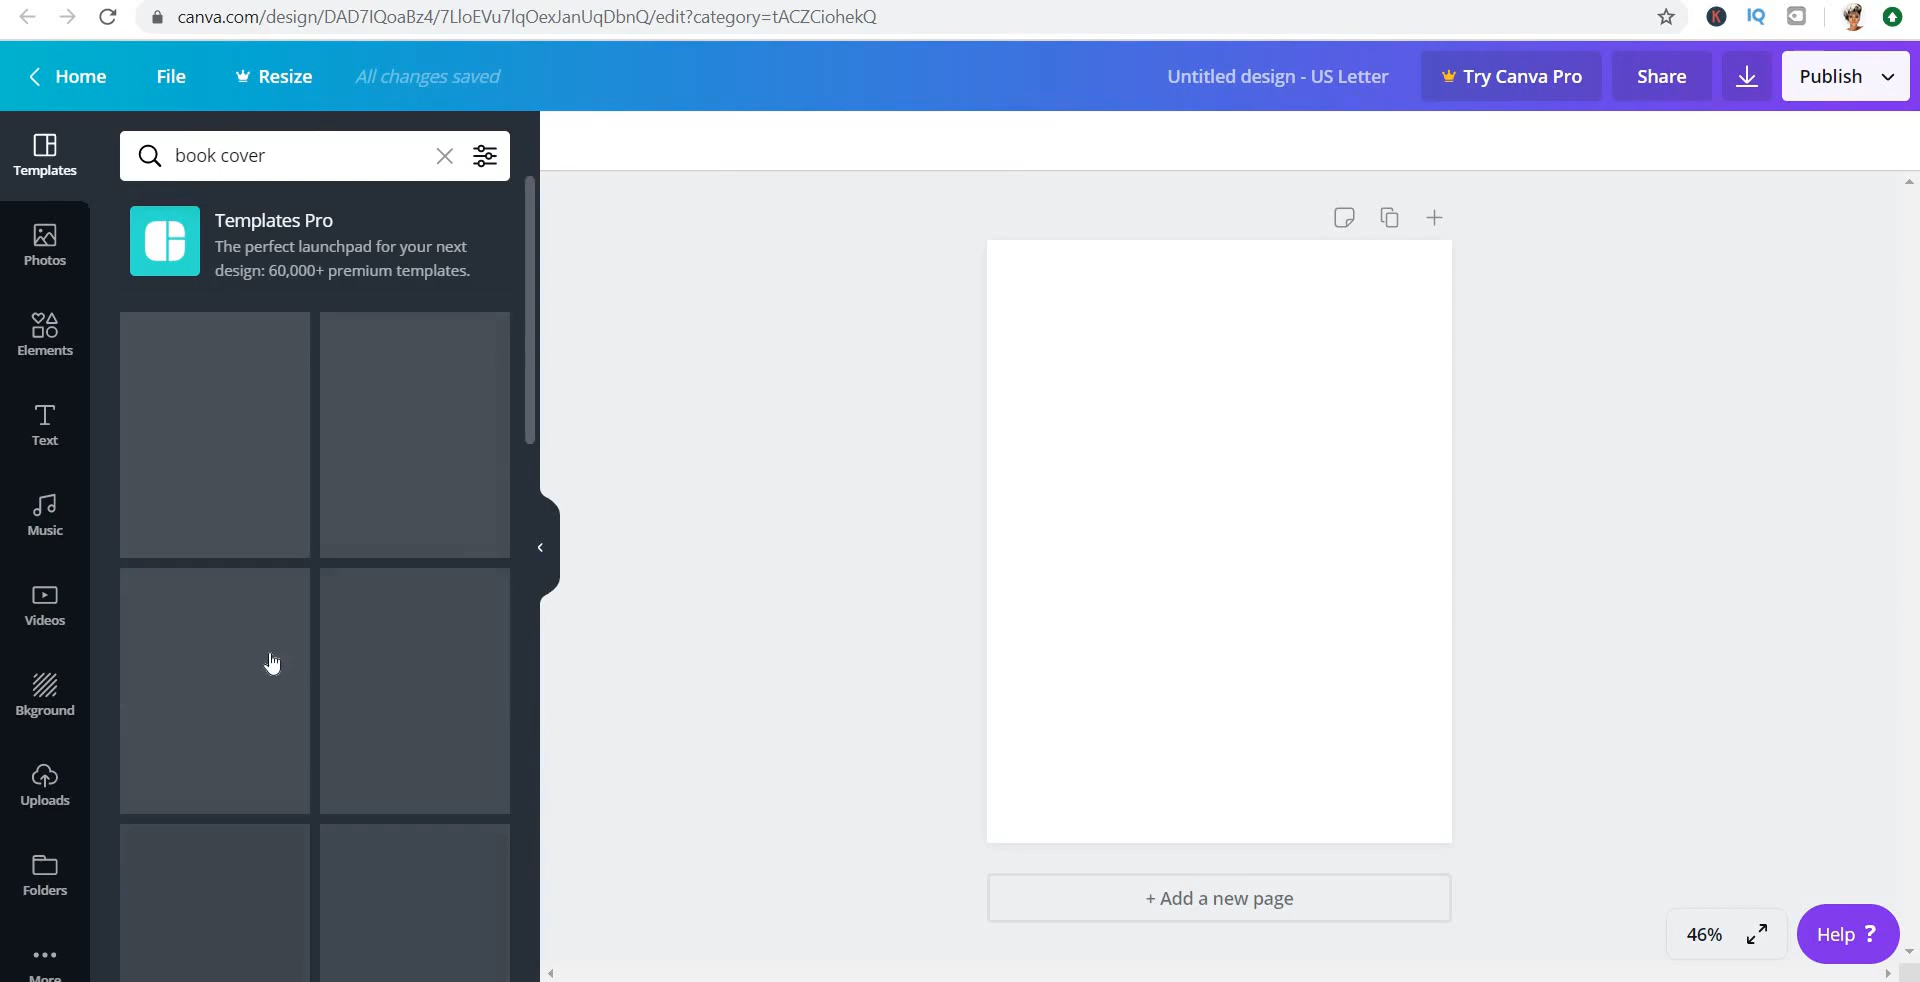 canva.com/design/DAD7IQoaBz4/7LloEVu7lqOexJanUqDbnQ/edit?category=tACZCiohekQ
K
IQ
Home
File
Resize
All changes saved
Untitled design - US Letter
Try Canva Pro
Share
Publish
Templates
Photos
Elements
Text
Music
Videos
Bkground
Uploads
Folders
More
book cover
Templates Pro
The perfect launchpad for your next
design: 60,000+ premium templates.
+ Add a new page
46%
Help ?